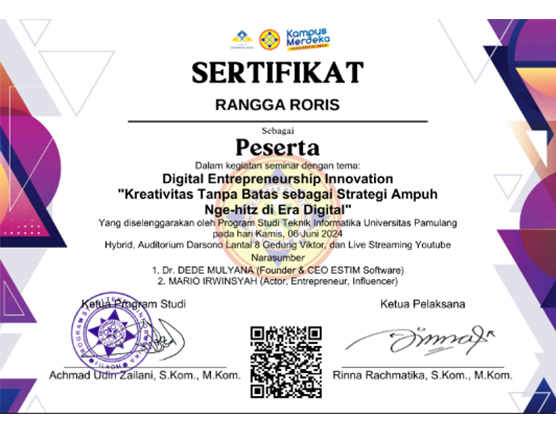 Kampus
Merdeka
INDONESIA JAYA
SERTIFIKAT
RANGGA RORIS
Sebagai
Peserta
Dalam kegiatan seminar dengan tema:
Digital Entrepreneurship Innovation
"Kreativitas Tanpa Batas sebagai Strategi Ampuh
Nge-hitz di Era Digital"
Yang diselenggarakan oleh Program Studi Teknik Informatika Universitas Pamulang
pada hari Kamis, 06 Juni 2024
Hybrid, Auditorium Darsono Lantai 8 Gedung Viktor, dan Live Streaming Youtube
Narasumber
1. Dr. DEDE MULYANA (Founder & CEO ESTIM Software)
2. MARIO IRWINSYAH (Actor, Entrepreneur, Influencer)
Ketua Program Studi
Ketua Pelaksana
Achmad Udin Zailani, S.Kom., M.Kom.
Rinna Rachmatika, S.Kom., M.Kom.